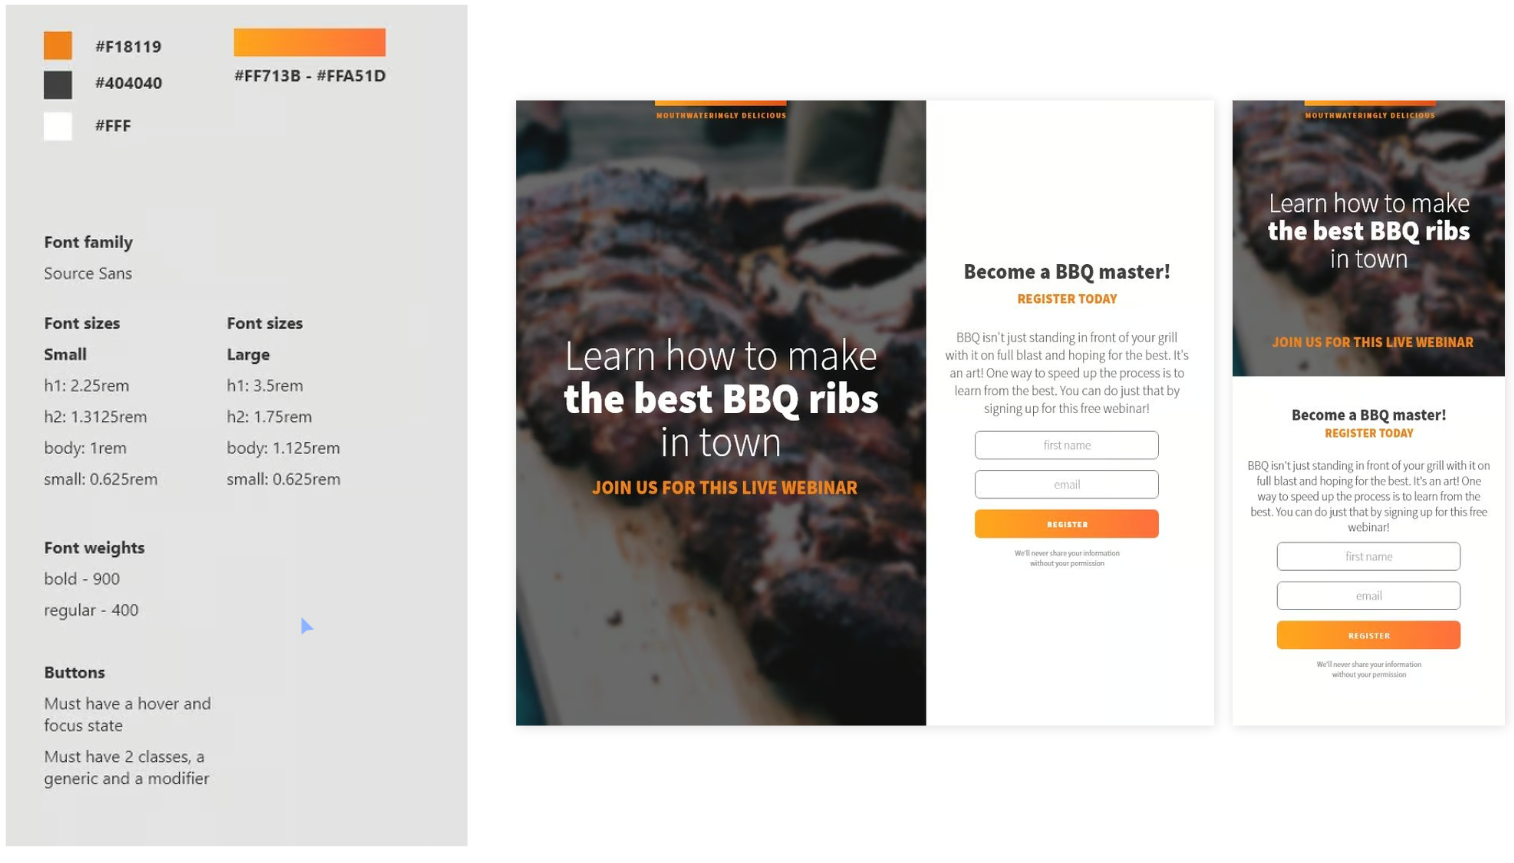 #F18119
#404040
#FFF
#FF713B - #FFA51D
Font family
Source Sans
Font sizes
Small
h1: 2.25rem
h2: 1.3125rem
body: 1rem
small: 0.625rem
Font sizes
Large
h1: 3.5rem
h2: 1.75rem
body: 1.125rem
small: 0.625rem
Font weights
bold - 900
regular - 400
Buttons
Must have a hover and
focus state
Must have 2 classes, a
generic and a modifier
MOUTHWATERINGLY DELICIOUS
Learn how to make
the best BBQ ribs
in town
JOIN US FOR THIS LIVE WEBINAR
Become a BBQ master!
REGISTER TODAY
BBQ isn't just standing in front of your grill
with it on full blast and hoping for the best. It's
an art! One way to speed up the process is to
learn from the best. You can do just that by
signing up for this free webinar!
first name
email
REGISTER
We'll never share your information
without your permission
MOUTHWATERINGLY DELICIOUS
Learn how to make
the best BBQ ribs
in town
JOIN US FOR THIS LIVE WEBINAR
Become a BBQ master!
REGISTER TODAY
BBQ isn't just standing in front of your grill with it on
full blast and hoping for the best. It's an art! One
way to speed up the process is to learn from the
best. You can do just that by signing up for this free
webinar!
first name
email
REGISTER
We'll never share your information
without your permission